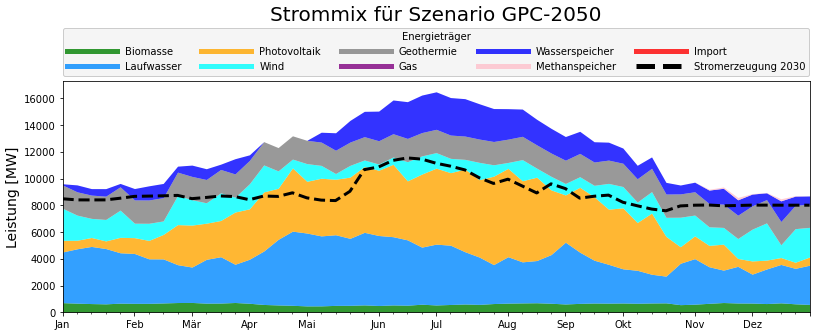 Strommix für Szenario GPC-2050
Energieträger
Biomasse Photovoltaik Geothermie Wasserspeicher Import
Laufwasser Wind Gas Methanspeicher Stromerzeugung 2030
Leistung [MW]
16000
14000
12000
10000
8000
6000
4000
2000
0
Jan Feb Mär Apr Mai Jun Jul Aug Sep Okt Nov Dez